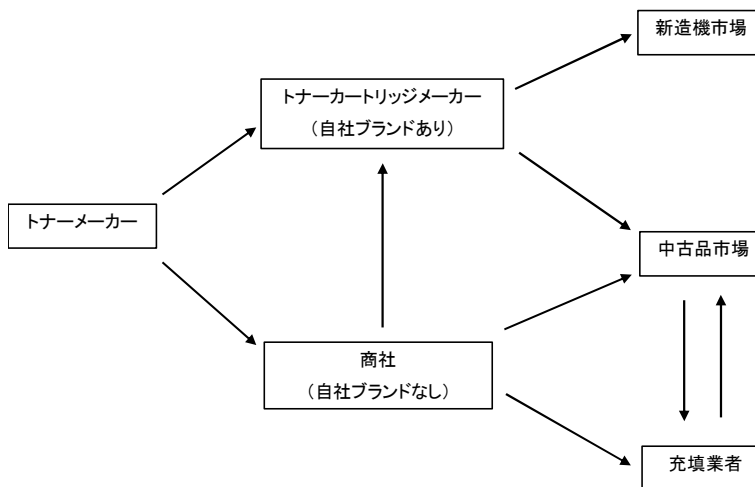 新造機市場
トナーカートリッジメーカー
（自社ブランドあり）
トナーメーカー
中古品市場
商社
（自社ブランドなし）
充填業者